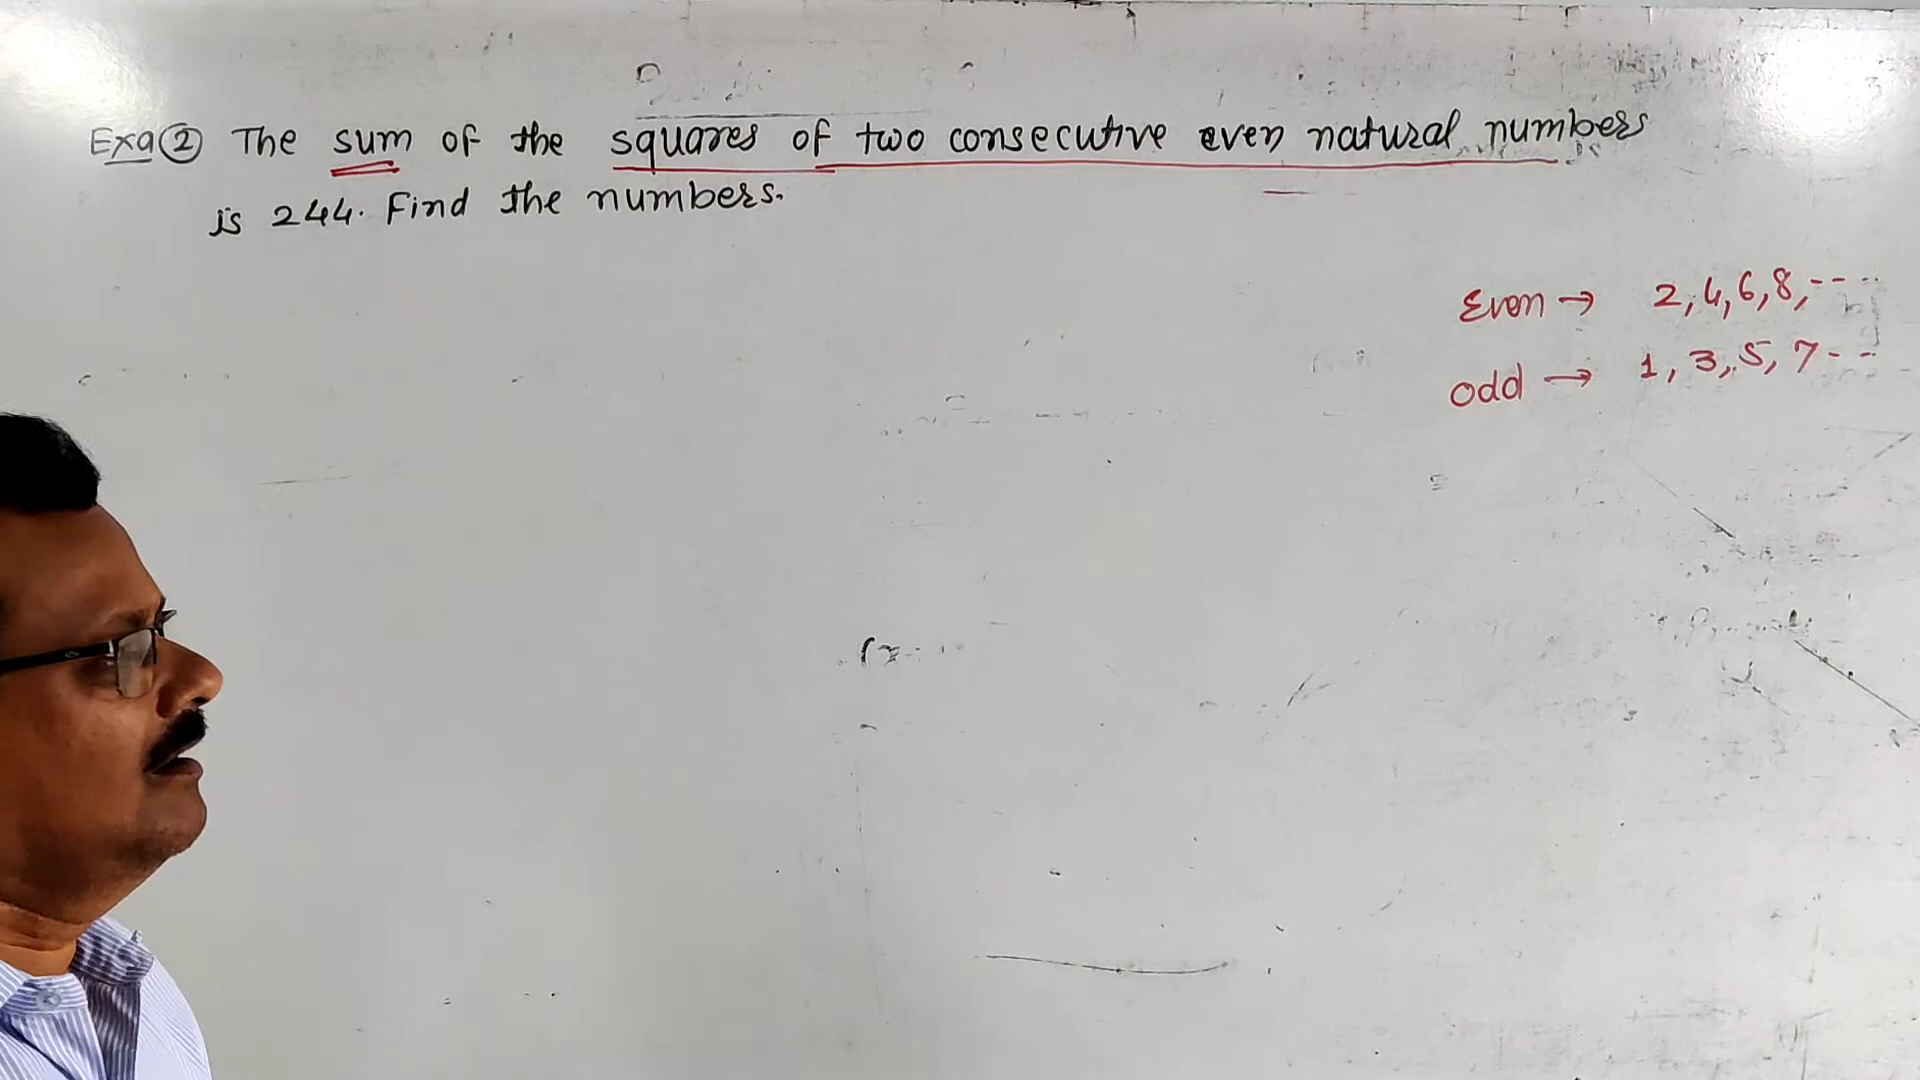 Exa② The sum of the squares of two consecutive even natural numbers
is 244. Find the numbers.
Even → 2, 4, 6, 8, ----
odd → 1, 3, 5, 7 - --